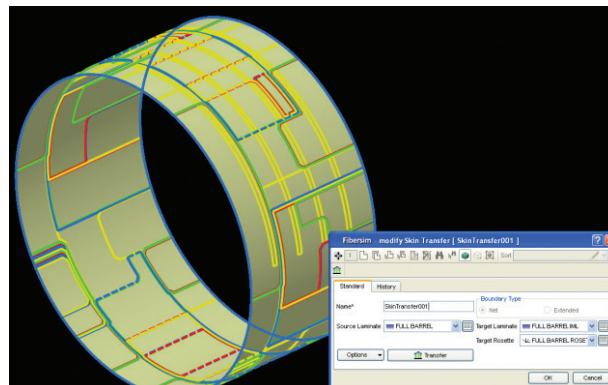 Fibersim - modify Skin Transfer [ SkinTransfer001 ]
Sort
Standard
History
Name*
SkinTransfer001
Boundary Type
Net
Extended
Source Laminate
FULL BARREL
Target Laminate
FULL BARREL IML
Target Rosette
FULL BARREL ROSET
Options
Transfer
OK
Cancel